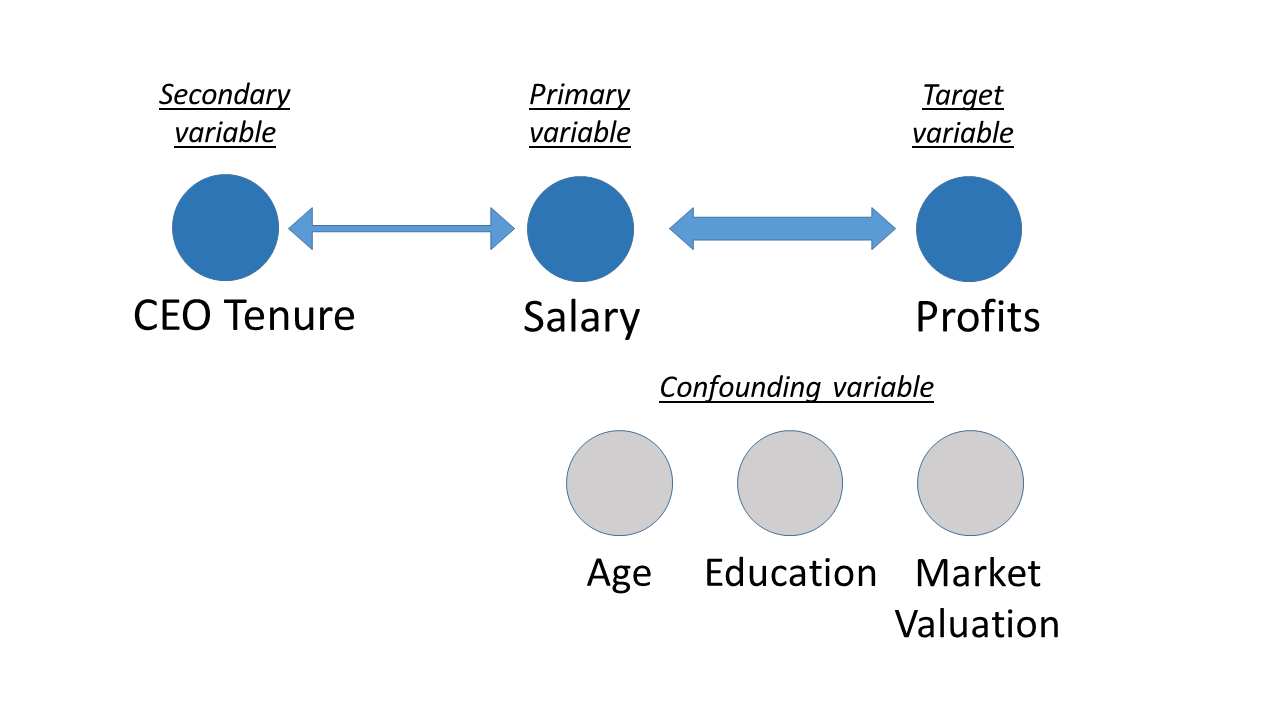 Secondary
variable
Primary
variable
Target
variable
CEO Tenure
Salary
Profits
Confounding variable
Age
Education
Market
Valuation